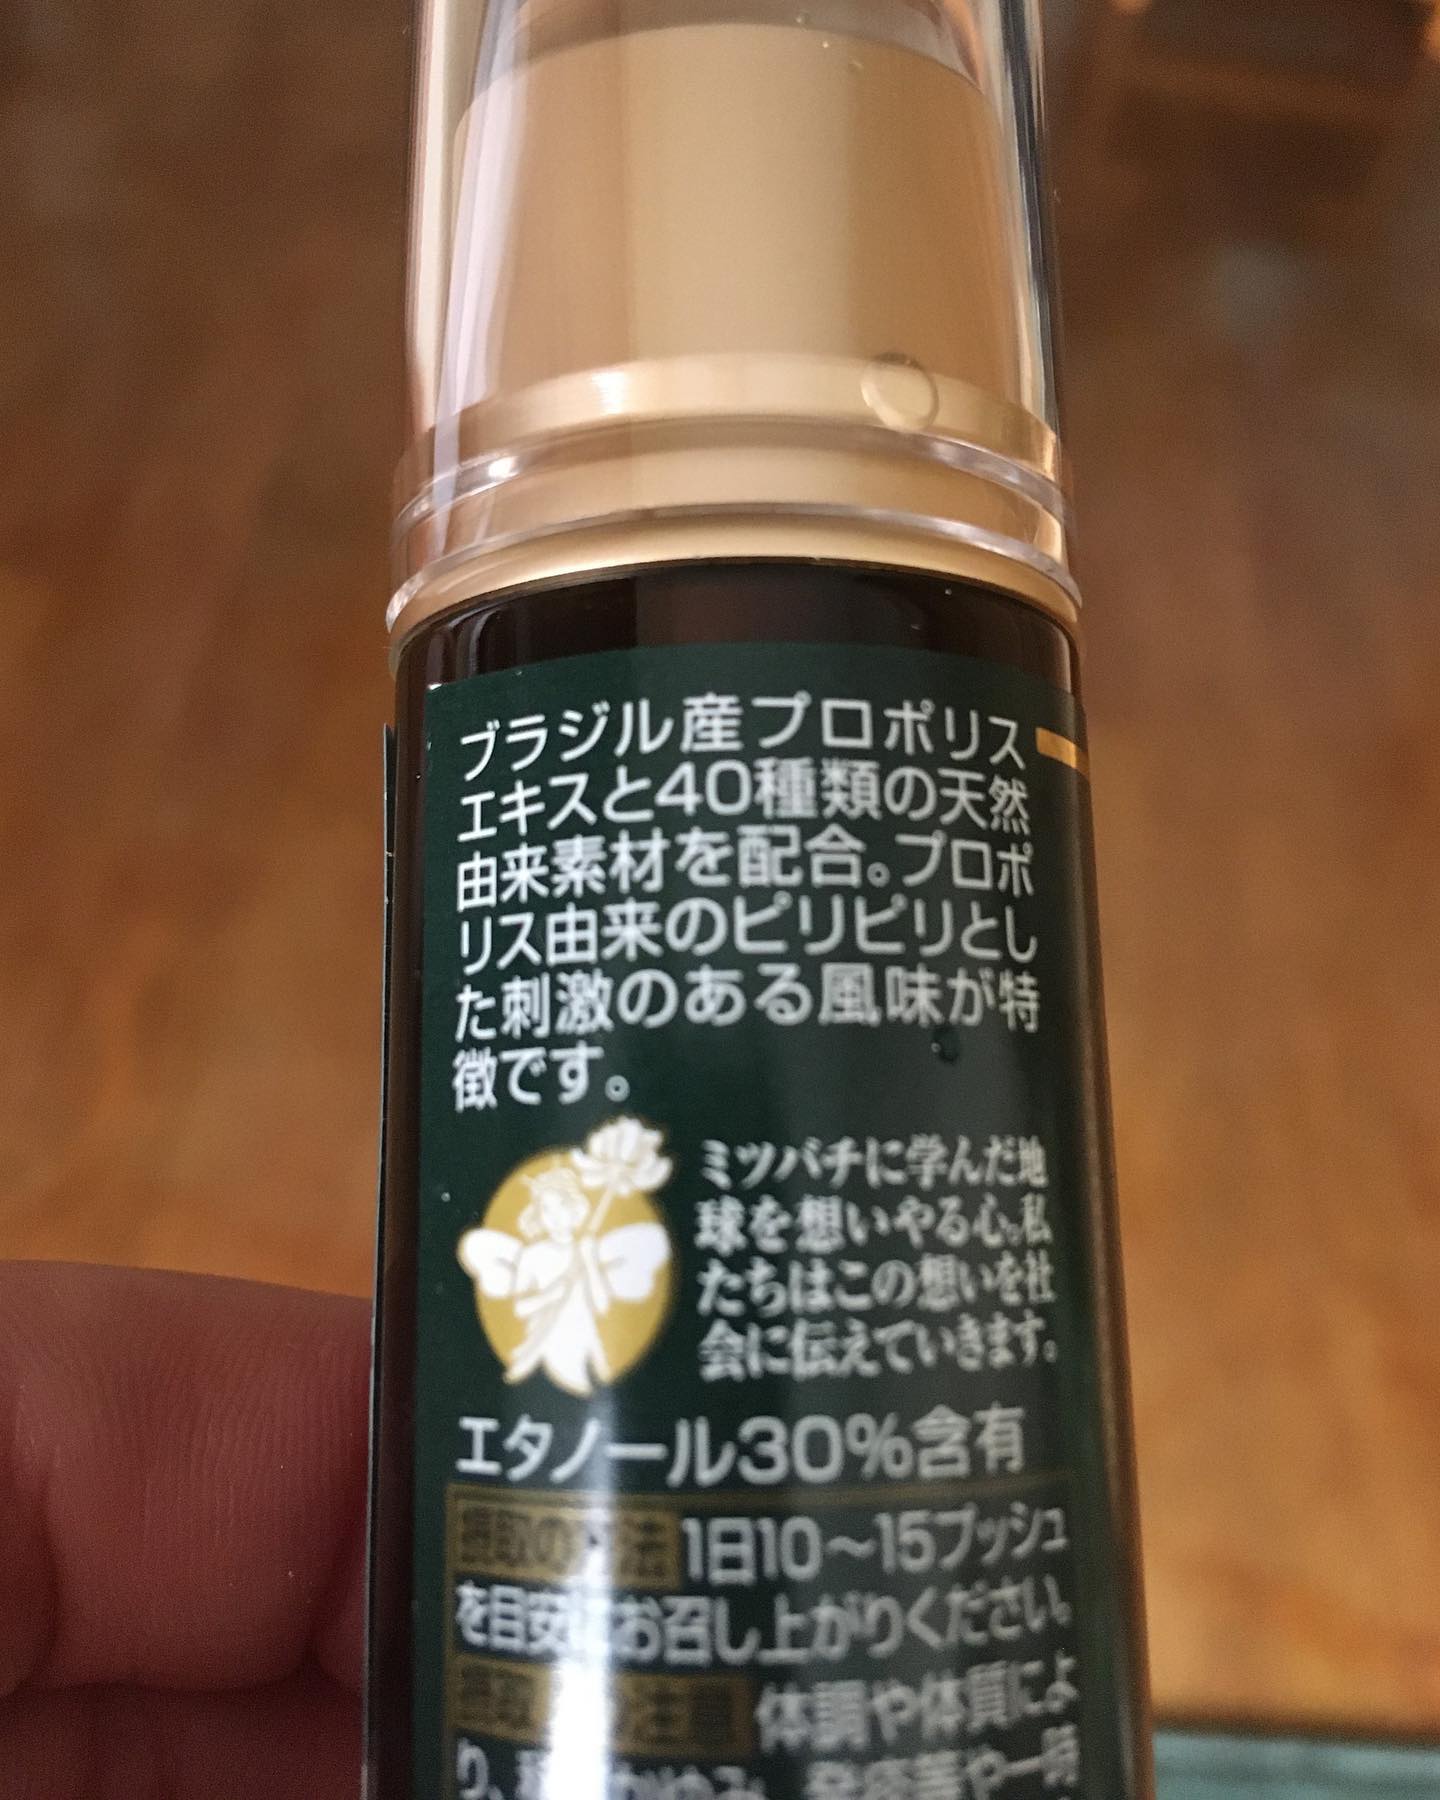 ブラジル産プロポリス
エキスと40種類の天然
由来素材を配合。プロポ
リス由来のピリピリとし
た刺激のある風味が特
徴です。
ミツバチに学んだ地
球を想いやる心。私
たちはこの想いを社
会に伝えていきます。
エタノール30%含有
摂取の方法 1日10〜15プッシュ
を目安にお召し上がりください。
体調や体質によ
り、